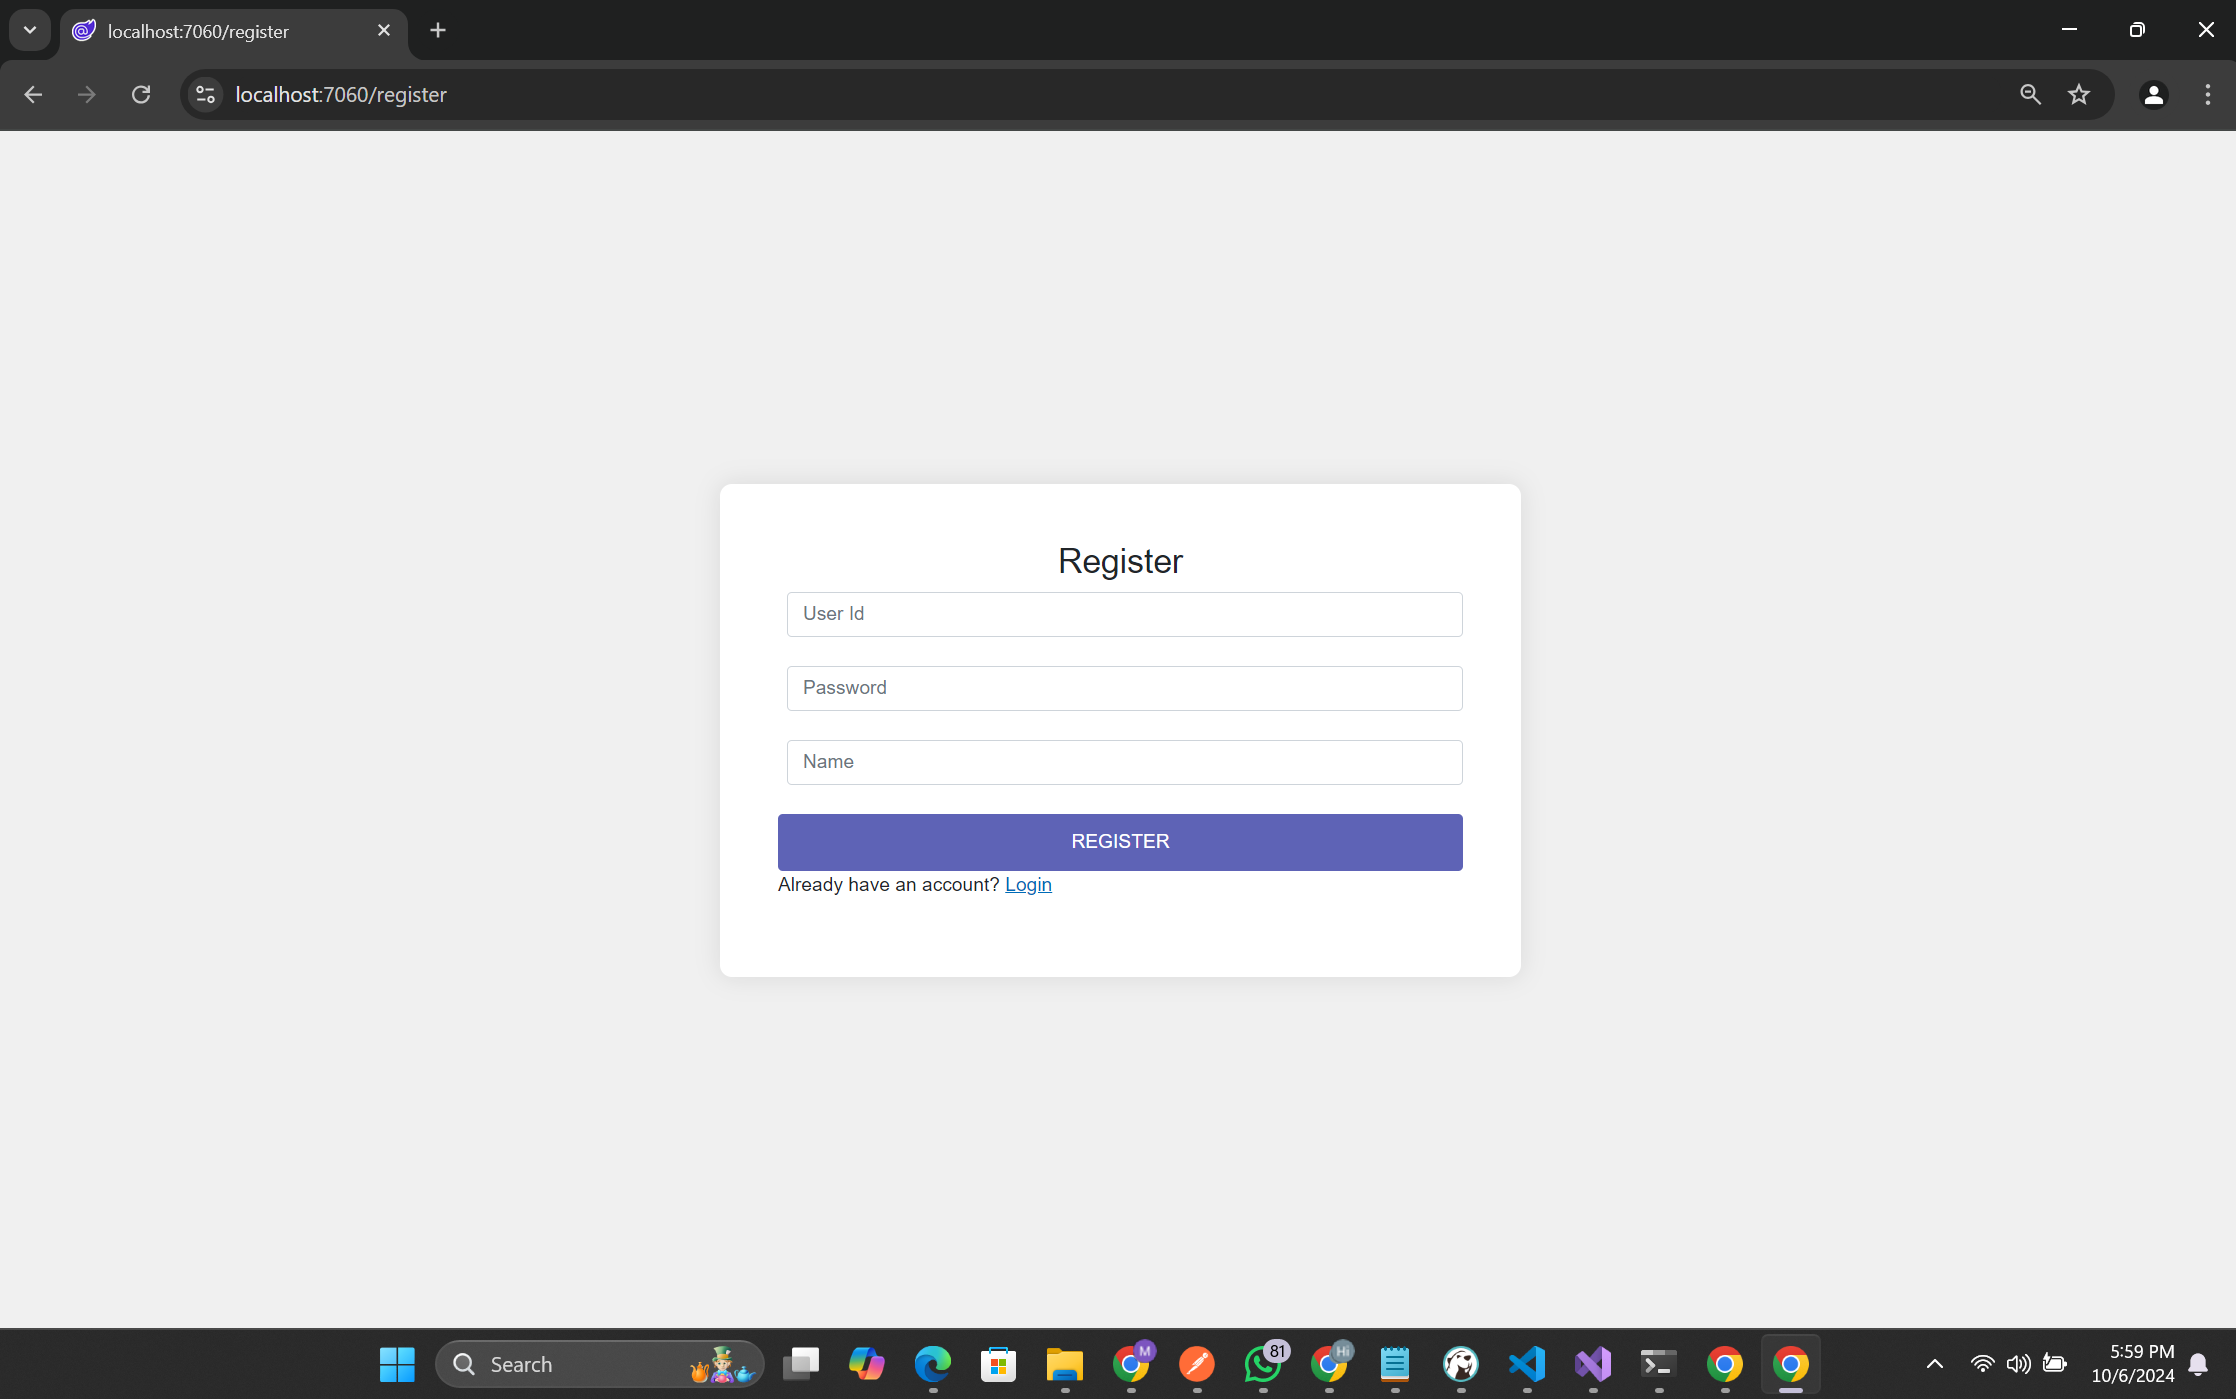 localhost:7060/register
localhost:7060/register
Register
User Id
Password
Name
REGISTER
Already have an account? Login
Search
M
81
Hi
5:59 PM
10/6/2024